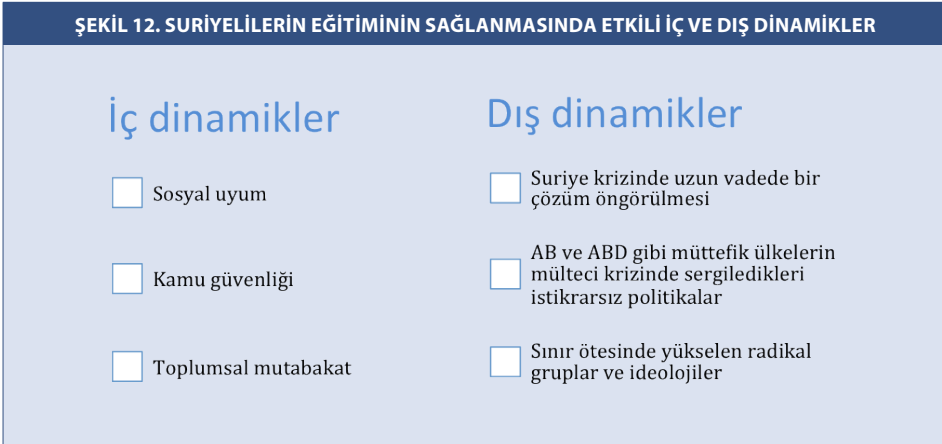 ŞEKİL 12. SURİYELİLERİN EĞİTİMİNİN SAĞLANMASINDA ETKİLİ İÇ VE DIŞ DİNAMİKLER
İç dinamikler
Sosyal uyum
Kamu güvenliği
Toplumsal mutabakat
Dış dinamikler
Suriye krizinde uzun vadede bir
çözüm öngörülmesi
AB ve ABD gibi müttefik ülkelerin
mülteci krizinde sergiledikleri
istikrarsız politikalar
Sınır ötesinde yükselen radikal
gruplar ve ideolojiler